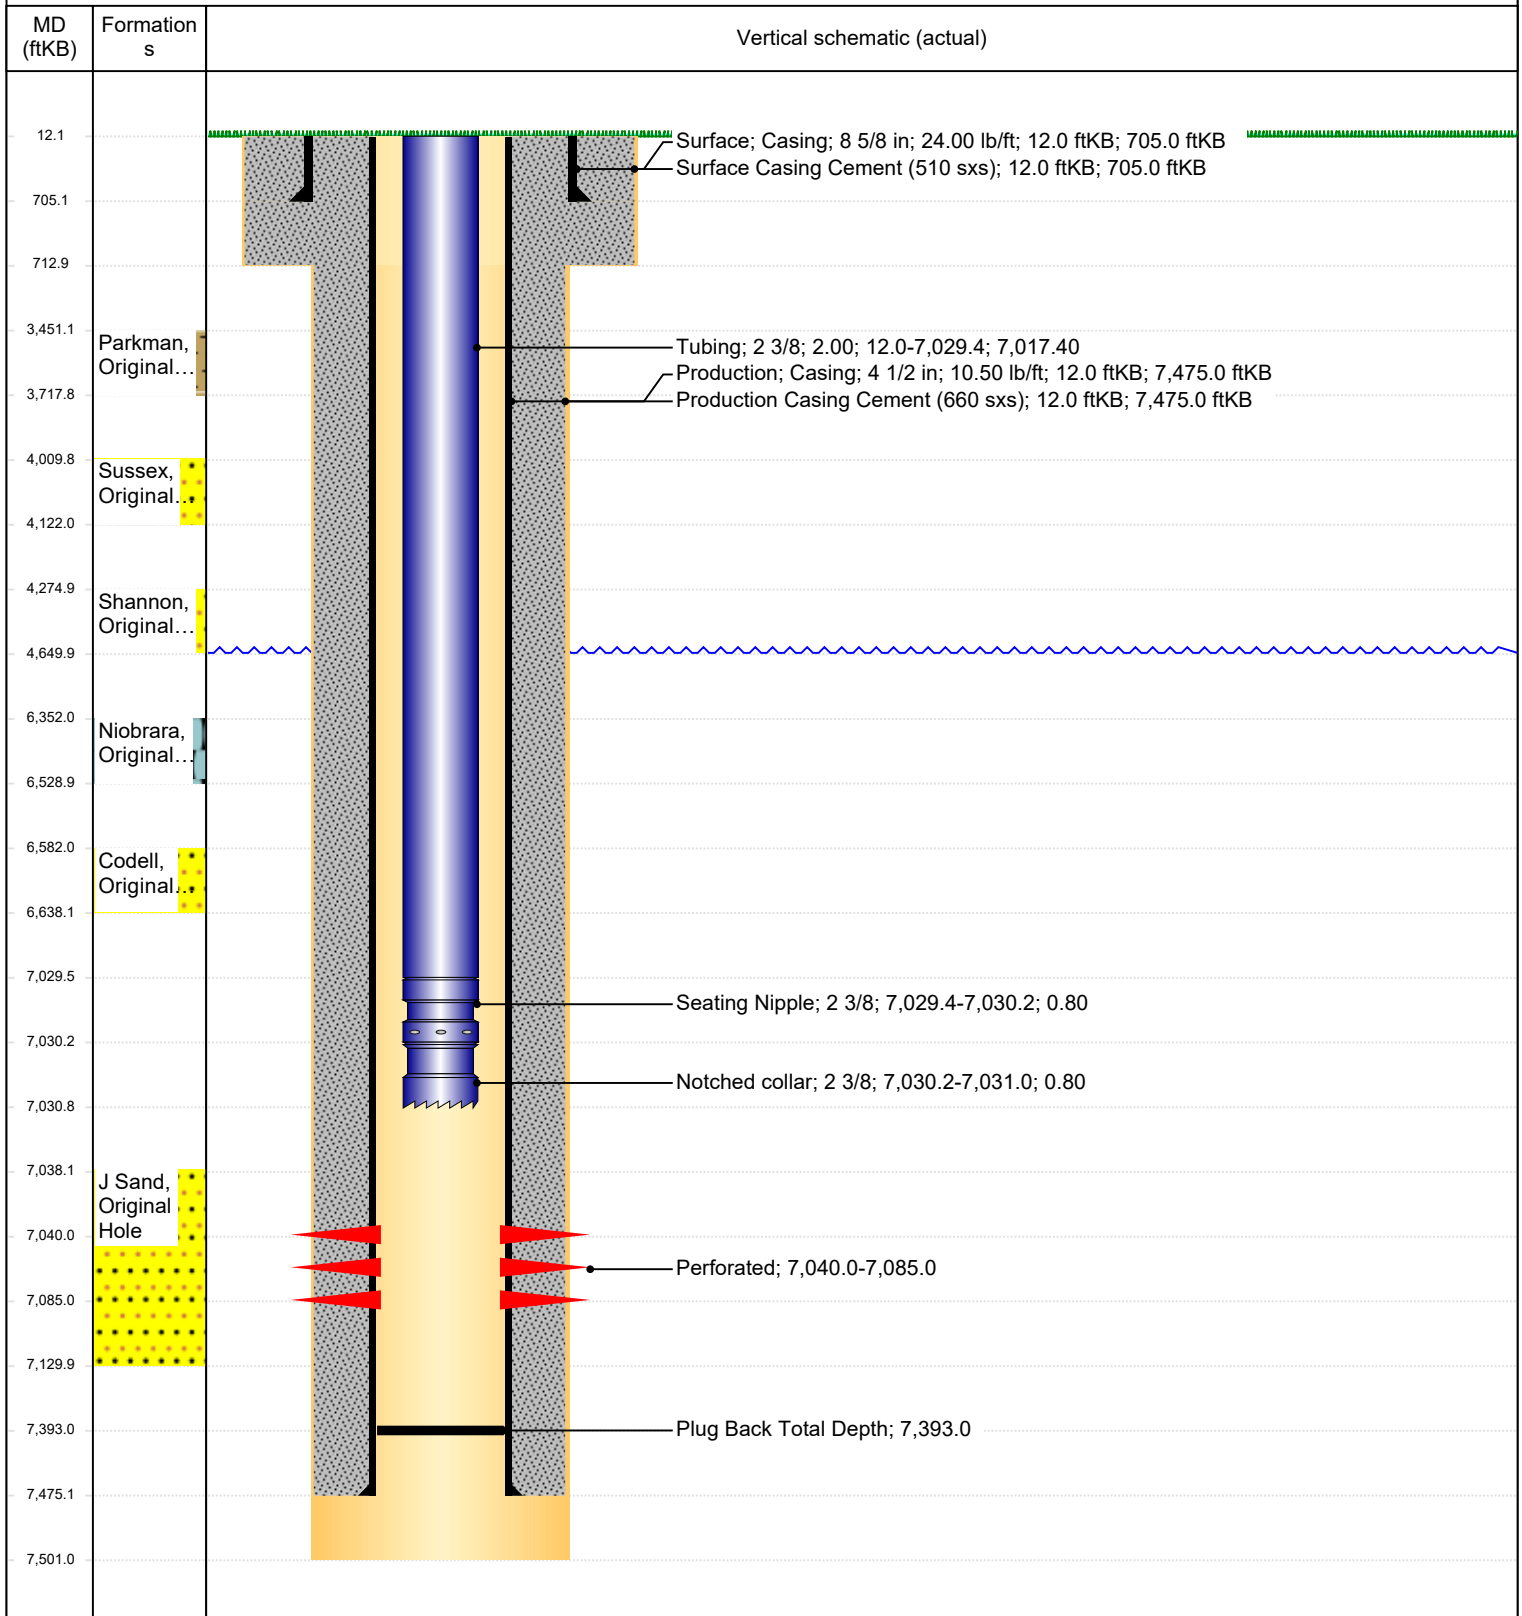 MD
(ftKB)
Formation
s
Vertical schematic (actual)
12.1
Surface; Casing; 8 5/8 in; 24.00 lb/ft; 12.0 ftKB; 705.0 ftKB
Surface Casing Cement (510 sxs); 12.0 ftKB; 705.0 ftKB
705.1
712.9
3,451.1
Parkman,
Original...
Tubing; 2 3/8; 2.00; 12.0-7,029.4; 7,017.40
Production; Casing; 4 1/2 in; 10.50 lb/ft; 12.0 ftKB; 7,475.0 ftKB
3,717.8
Production Casing Cement (660 sxs); 12.0 ftKB; 7,475.0 ftKB
4,009.8
Sussex,
Original...
4,122.0
4,274.9
Shannon,
Original...
4,649.9
6,352.0
Niobrara,
Original...
6,528.9
6,582.0
Codell,
Original...
6,638.1
7,029.5
Seating Nipple; 2 3/8; 7,029.4-7,030.2; 0.80
7,030.2
Notched collar; 2 3/8; 7,030.2-7,031.0; 0.80
7,030.8
7,038.1
J Sand,
Original
Hole
7,040.0
Perforated; 7,040.0-7,085.0
7,085.0
7,129.9
7,393.0
Plug Back Total Depth; 7,393.0
7,475.1
7,501.0